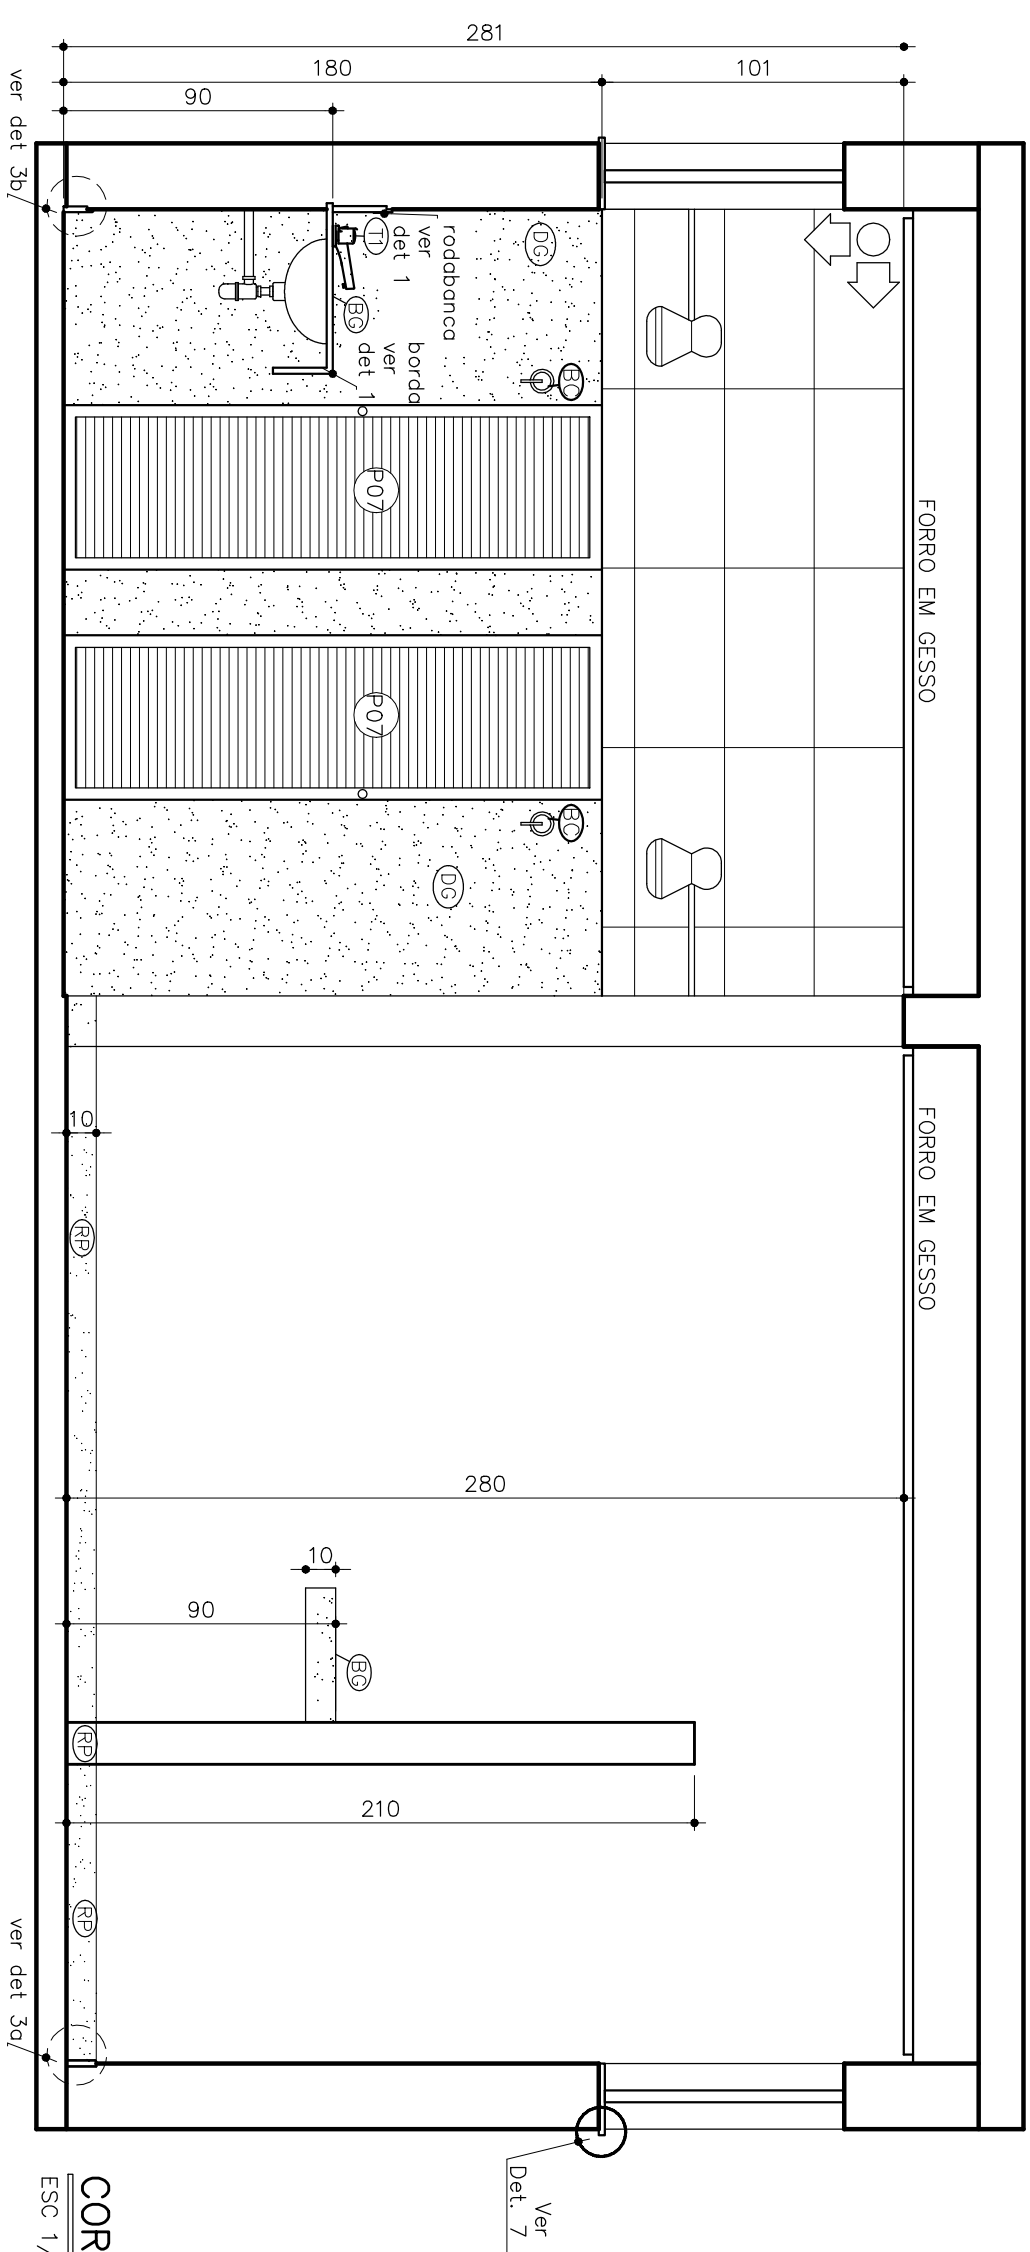 281
180
101
90
ver det 3b
rodabanca
ver
det 1
T1
DG
BG
borda
ver
det 1
BC
P07
FORRO EM GESSO
P07
BC
DG
10
RP
FORRO EM GESSO
280
10
90
BG
RP
210
RP
ver det 3a
Ver
Det. 7
COR
ESC 1/